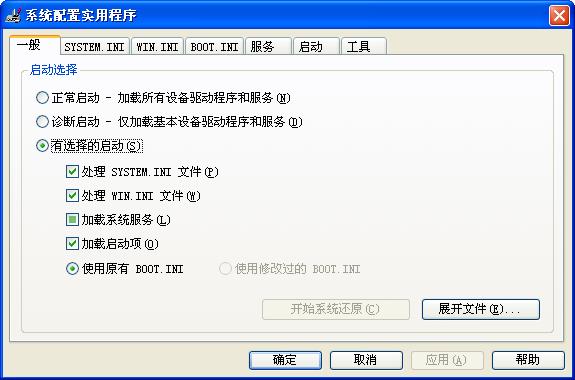 系统配置实用程序
一般 SYSTEM.INI WIN.INI BOOT.INI 服务 启动 工具
启动选择
正常启动 - 加载所有设备驱动程序和服务(N)
诊断启动 - 仅加载基本设备驱动程序和服务(D)
有选择的启动(S)
处理 SYSTEM.INI 文件(P)
处理 WIN.INI 文件(W)
加载系统服务(L)
加载启动项(O)
使用原有 BOOT.INI 使用修改过的 BOOT.INI
开始系统还原(C) 展开文件(E)...
确定 取消 应用(A) 帮助